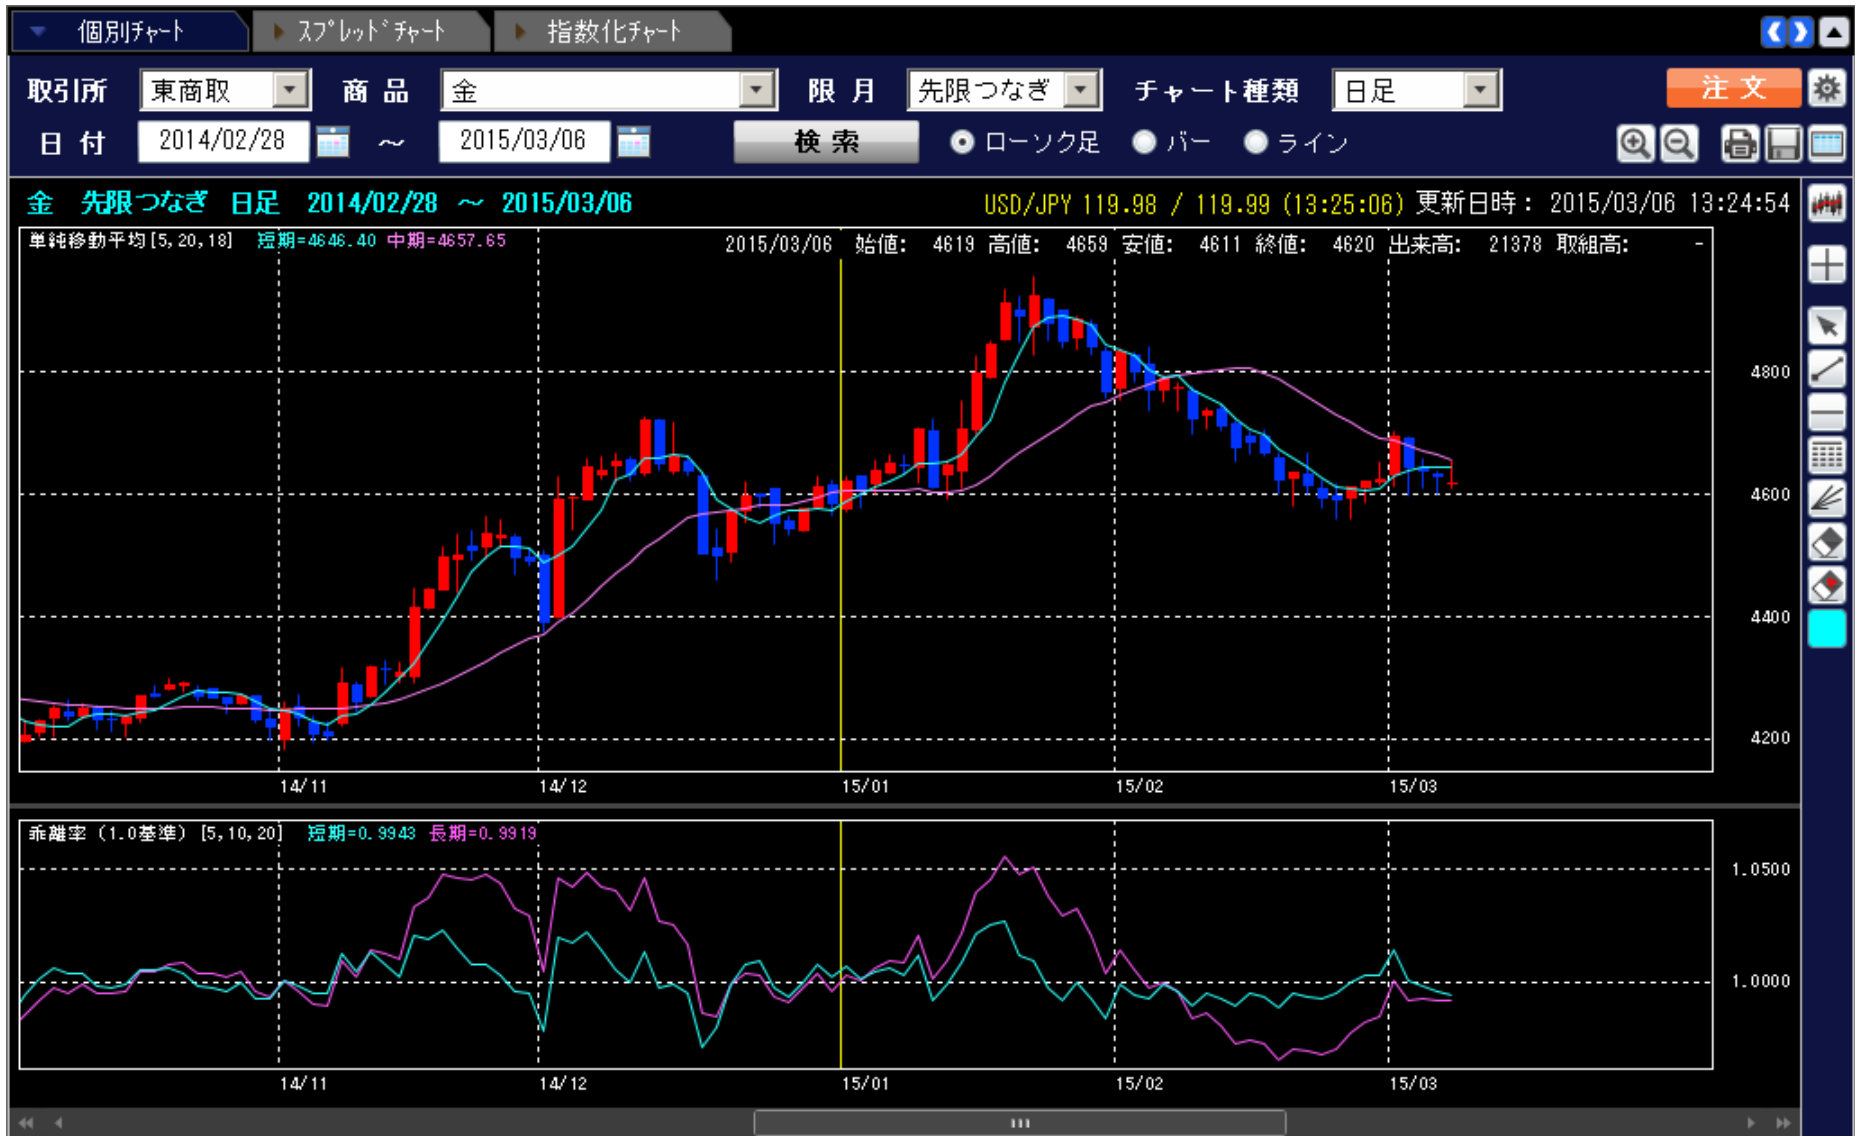 個別ﾁｬｰﾄ ｽﾌﾟﾚｯﾄﾞﾁｬｰﾄ 指数化ﾁｬｰﾄ
取引所 東商取 商品 金 限月 先限つなぎ チャート種類 日足 注文
日付 2014/02/28 ～ 2015/03/06 検索 ローソク足 バー ライン
金 先限つなぎ 日足 2014/02/28 ～ 2015/03/06 USD/JPY 119.98 / 119.99 (13:25:06) 更新日時： 2015/03/06 13:24:54
単純移動平均[5,20,18] 短期=4646.40 中期=4657.65 2015/03/06 始値: 4619 高値: 4659 安値: 4611 終値: 4620 出来高: 21378 取組高: -
4800
4600
4400
4200
14/11 14/12 15/01 15/02 15/03
乖離率（1.0基準）[5,10,20] 短期=0.9943 長期=0.9919
1.0500
1.0000
14/11 14/12 15/01 15/02 15/03